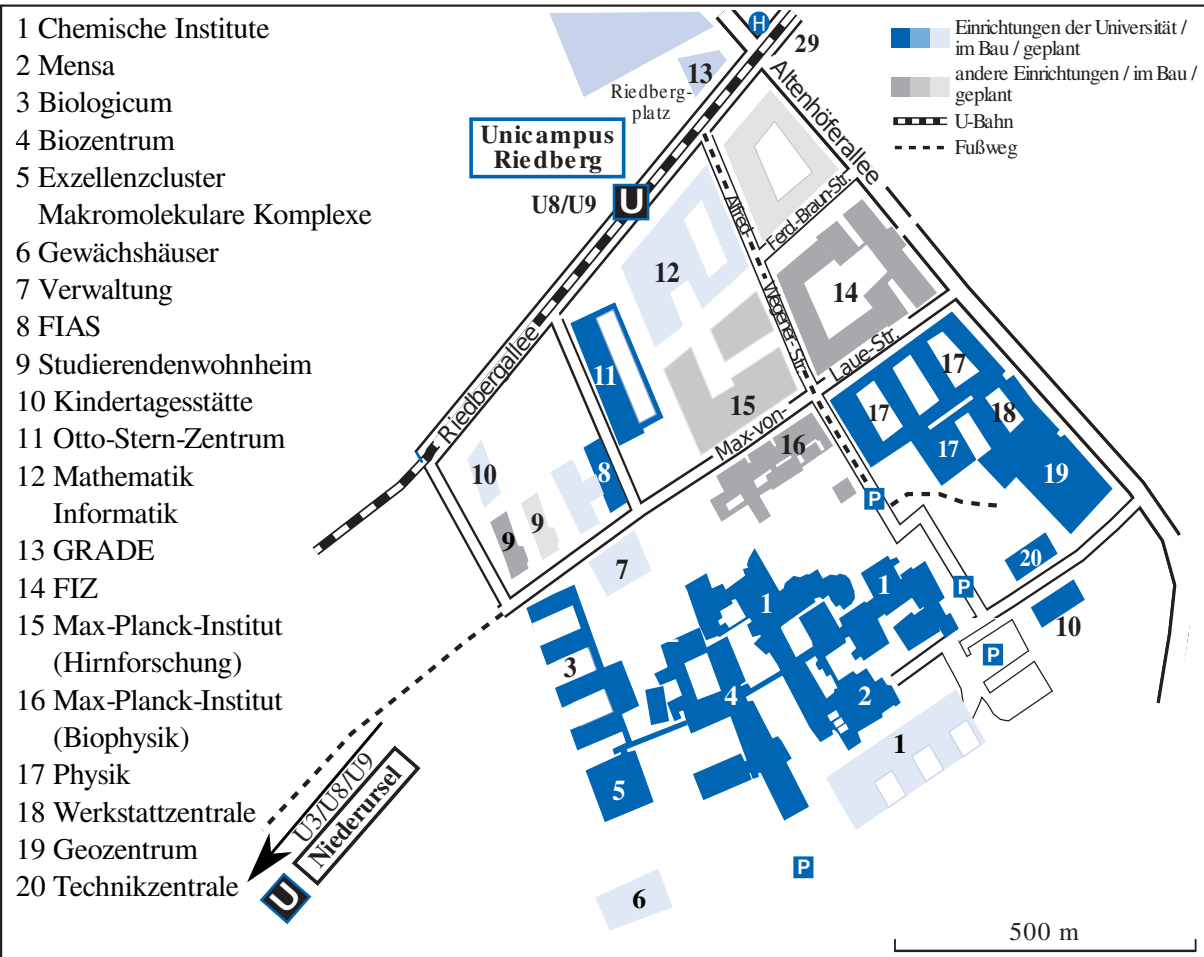 1 Chemische Institute
2 Mensa
3 Biologicum
4 Biozentrum
5 Exzellenzcluster
Makromolekulare Komplexe
6 Gewächshäuser
7 Verwaltung
8 FIAS
9 Studierendenwohnheim
10 Kindertagesstätte
11 Otto-Stern-Zentrum
12 Mathematik
Informatik
13 GRADE
14 FIZ
15 Max-Planck-Institut
(Hirnforschung)
16 Max-Planck-Institut
(Biophysik)
17 Physik
18 Werkstattzentrale
19 Geozentrum
20 Technikzentrale
Einrichtungen der Universität /
im Bau / geplant
andere Einrichtungen / im Bau /
geplant
U-Bahn
Fußweg
H
29
13
Riedberg-
platz
Unicampus
Riedberg
U8/U9
U
Altenhöferallee
Alfred-
Wegener-Str.
Ferd.-Braun-Str.
12
14
Riedbergallee
Laue-Str.
Max-von-
11
15
17
17
18
17
16
19
10
8
9
9
P
7
20
1
1
P
10
3
P
4
2
1
5
U3/U8/U9
Niederursel
U
P
6
500 m